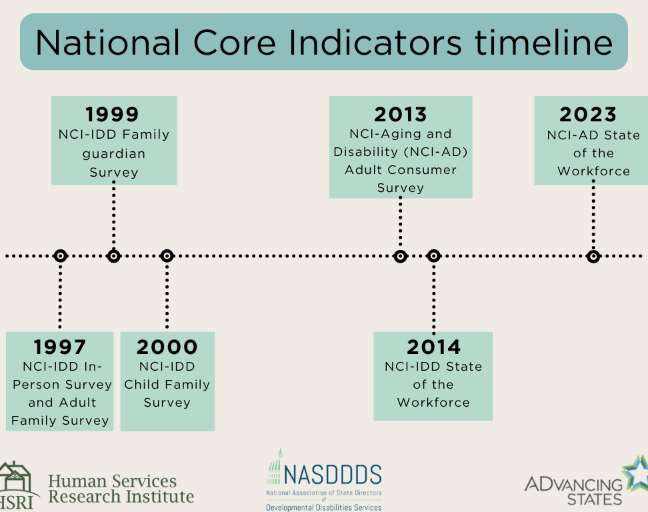 National Core Indicators timeline
1999
NCI-IDD Family
guardian
Survey
2013
NCI-Aging and
Disability (NCI-AD)
Adult Consumer
Survey
2023
NCI-AD State
of the
Workforce
1997
NCI-IDD In-
Person Survey
and Adult
Family Survey
2000
NCI-IDD
Child Family
Survey
2014
NCI-IDD State
of the
Workforce
HSRI
Human Services
Research Institute
NASDDDS
National Association of State Directors
of
Developmental Disabilities Services
ADvancing
States